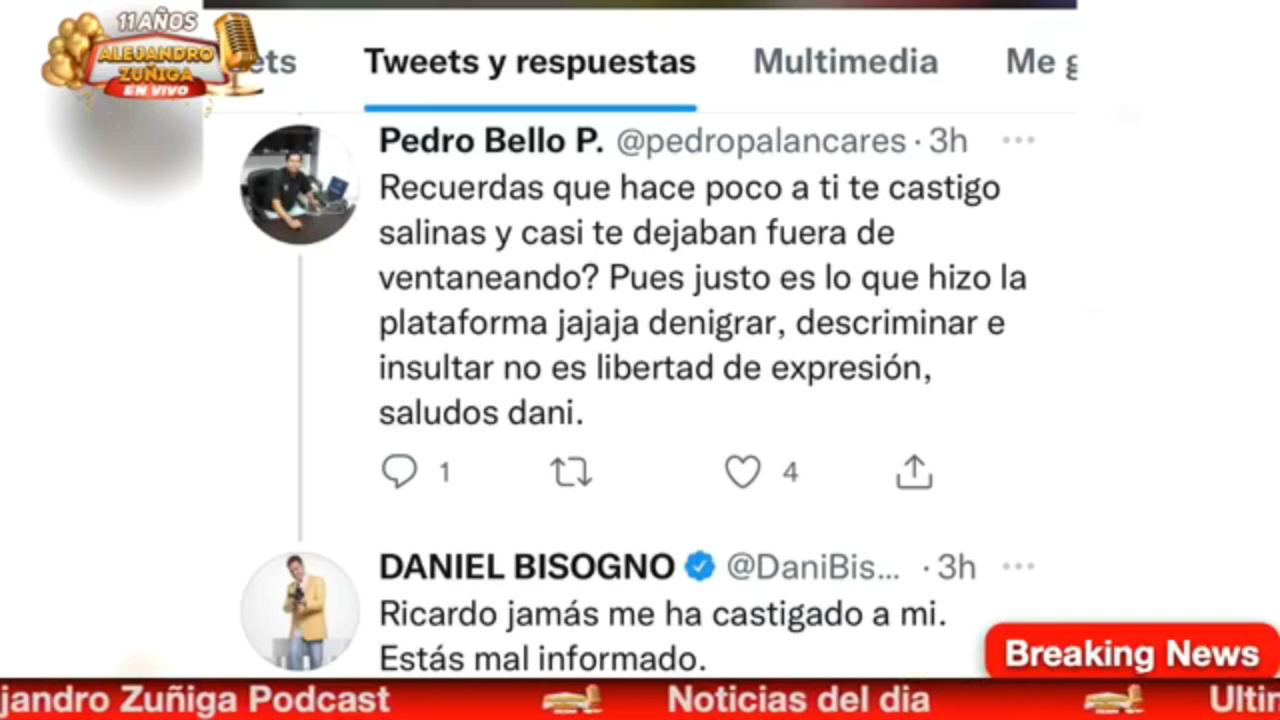 11 AÑOS
ALEJANDRO
ZUÑIGA
EN VIVO
ets
Tweets y respuestas
Multimedia
Me g
Pedro Bello P. @pedropalancares · 3h
Recuerdas que hace poco a ti te castigo
salinas y casi te dejaban fuera de
ventaneando? Pues justo es lo que hizo la
plataforma jajaja denigrar, descriminar e
insultar no es libertad de expresión,
saludos dani.
1
4
DANIEL BISOGNO @DaniBis... · 3h
Ricardo jamás me ha castigado a mi.
Estás mal informado.
Breaking News
jandro Zuñiga Podcast
Noticias del dia
Ultir